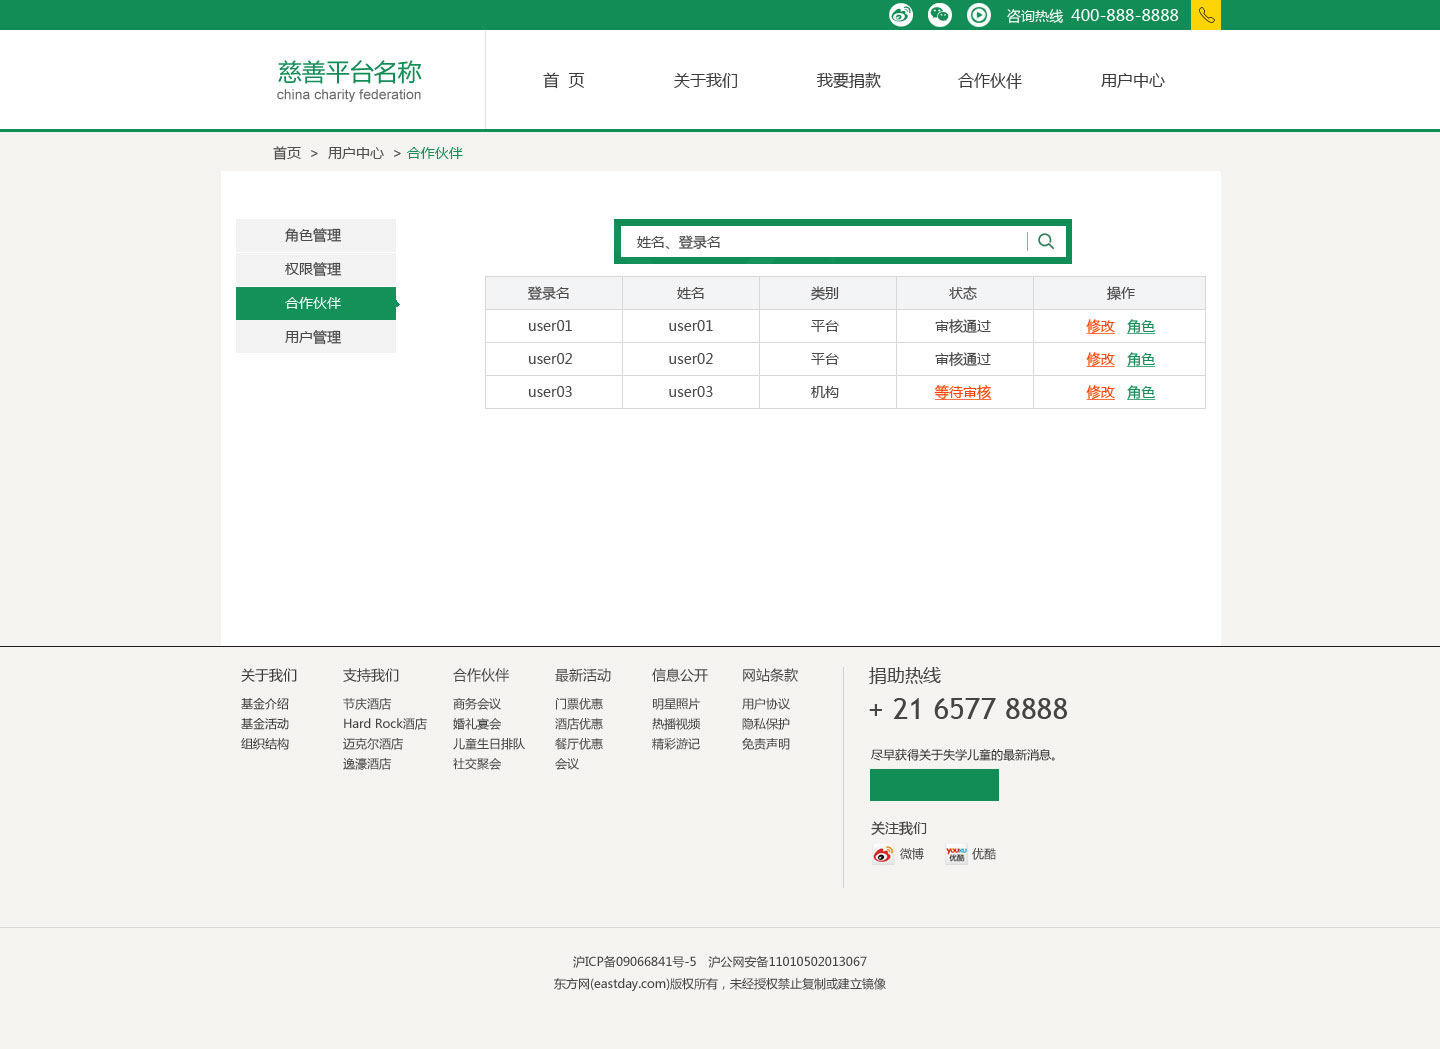 咨询热线 400-888-8888
慈善平台名称
china charity federation
首 页 关于我们 我要捐款 合作伙伴 用户中心
首页 > 用户中心 > 合作伙伴
角色管理
权限管理
合作伙伴
用户管理
姓名、登录名
登录名 姓名 类别 状态 操作
user01 user01 平台 审核通过 修改 角色
user02 user02 平台 审核通过 修改 角色
user03 user03 机构 等待审核 修改 角色
关于我们
基金介绍
基金活动
组织结构
支持我们
节庆酒店
Hard Rock酒店
迈克尔酒店
逸濠酒店
合作伙伴
商务会议
婚礼宴会
儿童生日排队
社交聚会
最新活动
门票优惠
酒店优惠
餐厅优惠
会议
信息公开
明星照片
热播视频
精彩游记
网站条款
用户协议
隐私保护
免责声明
捐助热线
+ 21 6577 8888
尽早获得关于失学儿童的最新消息。
关注我们
微博 YOUKU 优酷 优酷
沪ICP备09066841号-5 沪公网安备11010502013067
东方网(eastday.com)版权所有，未经授权禁止复制或建立镜像